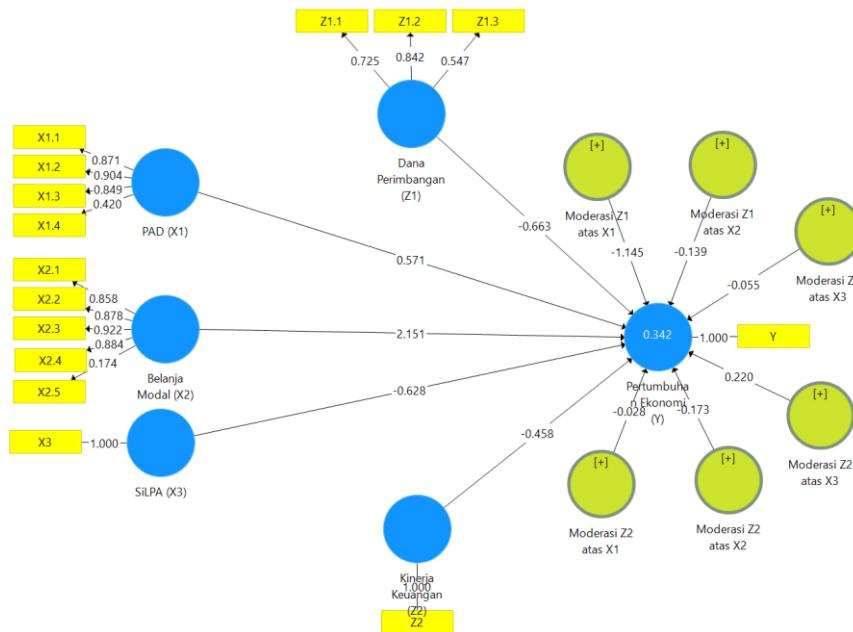 Z1.1
Z1.2
Z1.3
0.725
0.842
0.547
Dana
Perimbangan
(Z1)
X1.1
X1.2
X1.3
X1.4
0.871
0.904
0.849
0.420
PAD (X1)
X2.1
X2.2
X2.3
X2.4
X2.5
0.858
0.878
0.922
0.884
0.174
Belanja
Modal (X2)
X3
1.000
SiLPA (X3)
-0.663
0.571
2.151
-0.628
-0.458
[+]
Moderasi Z1
atas X1
-1.145
[+]
Moderasi Z1
atas X2
-0.139
[+]
Moderasi Z
atas X3
-0.055
0.342
Pertumbuha
n Ekonomi
(Y)
1.000
Y
0.220
[+]
Moderasi Z2
atas X3
-0.028
[+]
Moderasi Z2
atas X1
-0.173
[+]
Moderasi Z2
atas X2
Kinerja
Keuangan
(Z2)
1.000
Z2